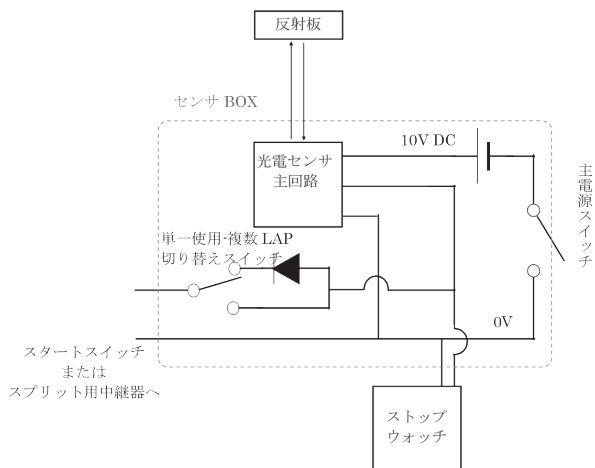 反射板
センサ BOX
10V DC
光電センサ
主回路
主電源スイッチ
単一使用·複数 LAP
切り替えスイッチ
0V
スタートスイッチ
または
スプリット用中継器へ
ストップ
ウォッチ